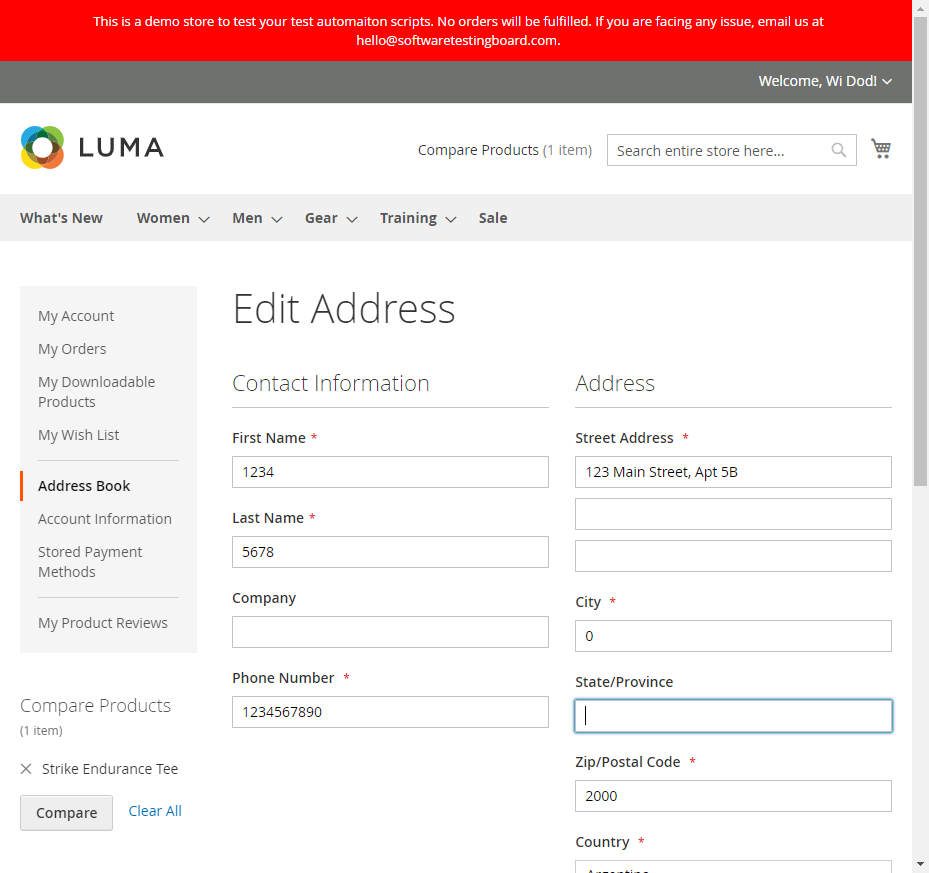 This is a demo store to test your test automaiton scripts. No orders will be fulfilled. If you are facing any issue, email us at
hello@softwaretestingboard.com.
Welcome, Wi Dod!
LUMA
Compare Products (1 item)
Search entire store here...
What's New
Women
Men
Gear
Training
Sale
My Account
My Orders
My Downloadable
Products
My Wish List
Address Book
Account Information
Stored Payment
Methods
My Product Reviews
Compare Products
(1 item)
Strike Endurance Tee
Compare
Clear All
Edit Address
Contact Information
First Name *
1234
Last Name *
5678
Company
Phone Number *
1234567890
Address
Street Address *
123 Main Street, Apt 5B
City *
0
State/Province
Zip/Postal Code *
2000
Country *
Argentina